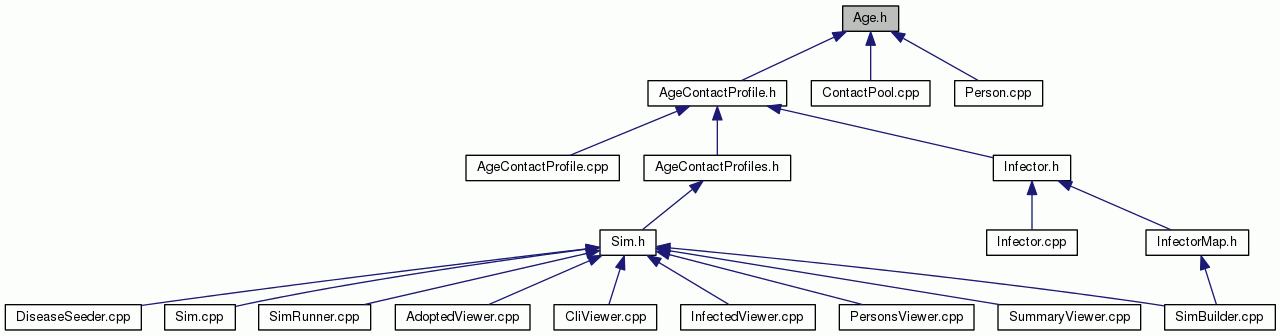 Age.h
AgeContactProfile.h
ContactPool.cpp
Person.cpp
AgeContactProfile.cpp
AgeContactProfiles.h
Infector.h
Sim.h
Infector.cpp
InfectorMap.h
DiseaseSeeder.cpp
Sim.cpp
SimRunner.cpp
AdoptedViewer.cpp
CliViewer.cpp
InfectedViewer.cpp
PersonsViewer.cpp
SummaryViewer.cpp
SimBuilder.cpp